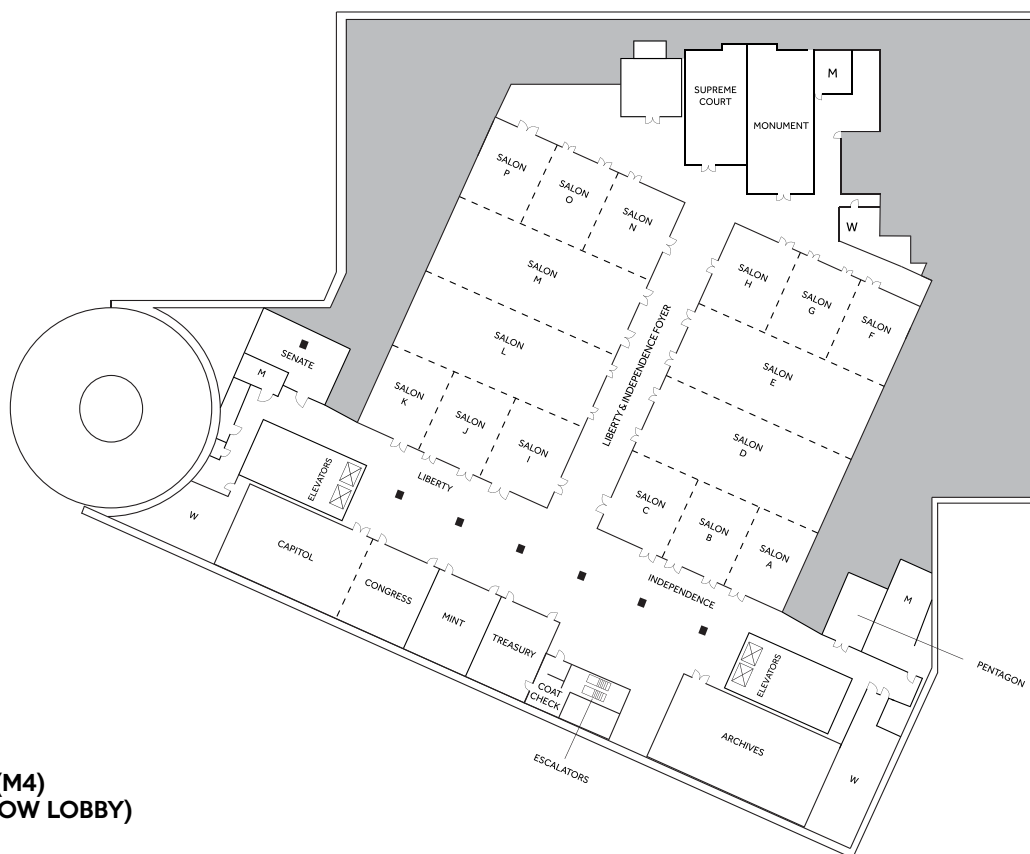 M
SUPREME
COURT
MONUMENT
SALON
P
SALON
O
SALON
N
W
SALON
M
SALON
H
SALON
G
SALON
F
LIBERTY & INDEPENDENCE FOYER
SALON
L
SALON
E
SENATE
M
SALON
K
SALON
J
SALON
I
SALON
D
LIBERTY
ELEVATORS
SALON
C
SALON
B
SALON
A
W
CAPITOL
CONGRESS
MINT
TREASURY
INDEPENDENCE
M
PENTAGON
ELEVATORS
COAT
CHECK
ARCHIVES
W
ESCALATORS
(M4)
OW LOBBY)